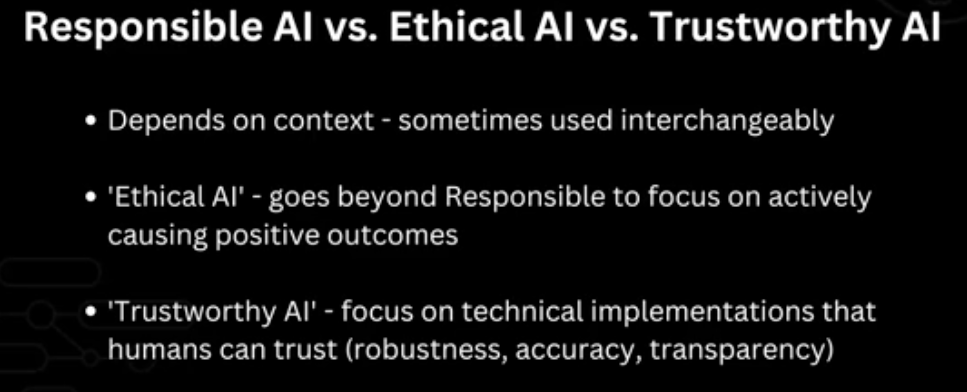 Responsible AI vs. Ethical AI vs. Trustworthy AI
• Depends on context - sometimes used interchangeably
• 'Ethical AI' - goes beyond Responsible to focus on actively
causing positive outcomes
• 'Trustworthy AI' - focus on technical implementations that
humans can trust (robustness, accuracy, transparency)